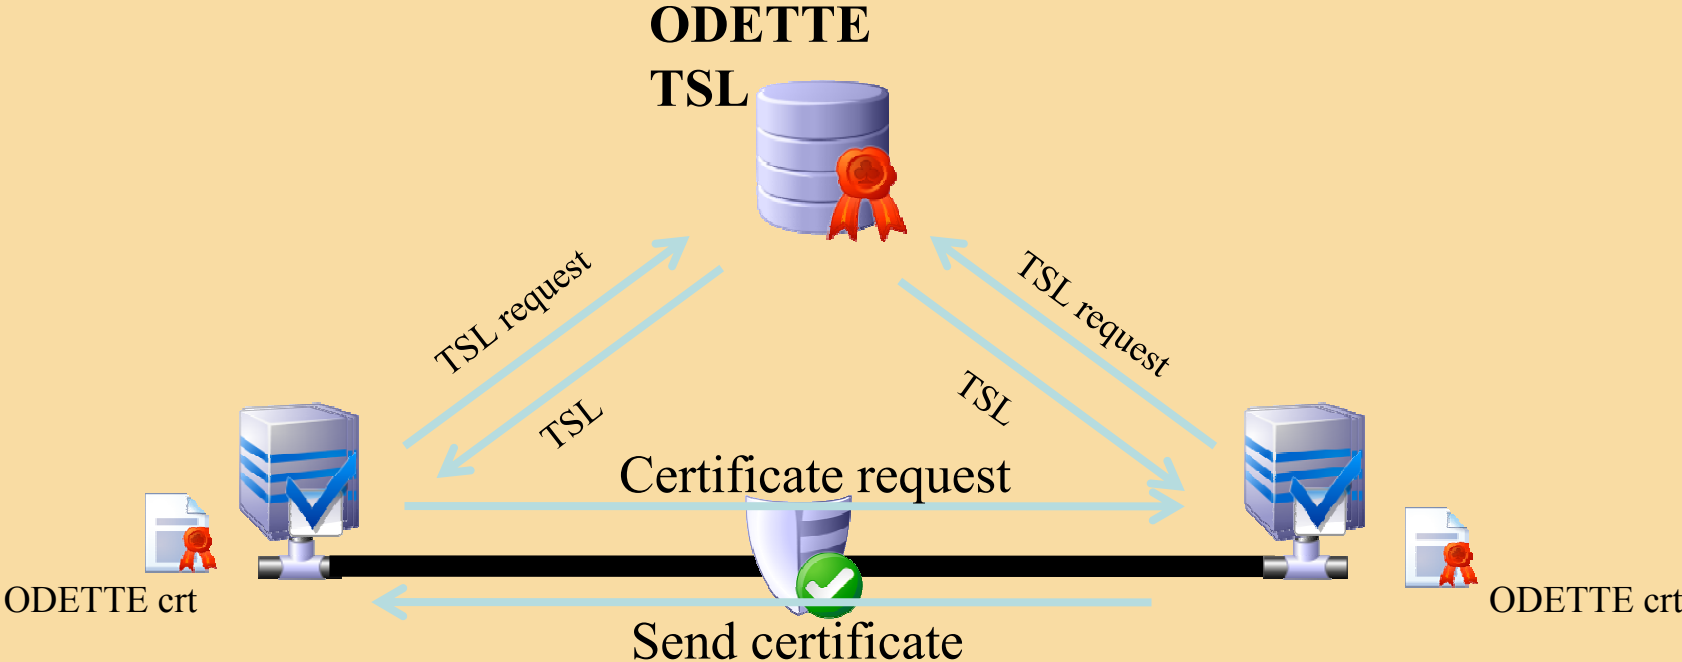 ODETTE
TSL
TSL request
TSL request
TSL
TSL
Certificate request
ODETTE crt
ODETTE crt
Send certificate